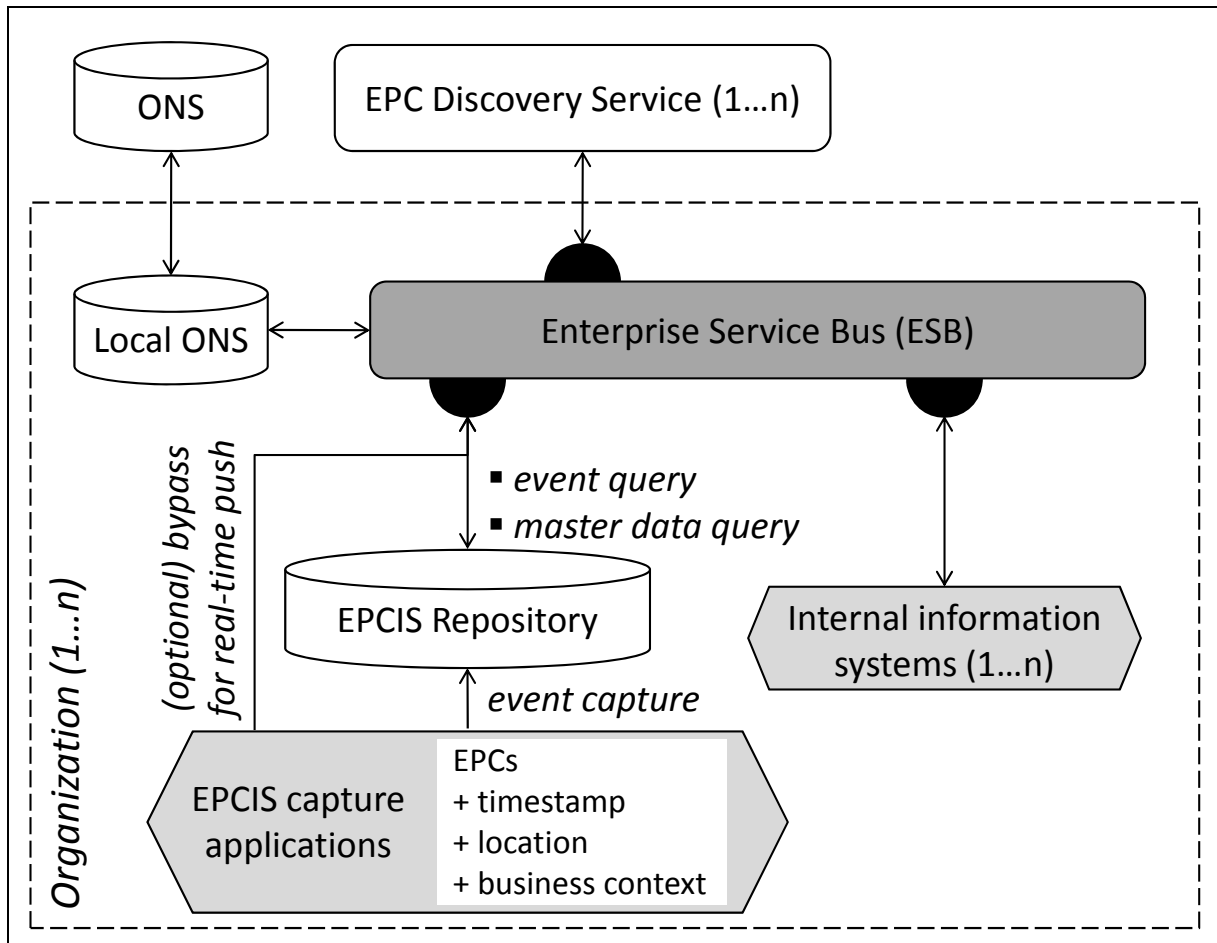 ONS
EPC Discovery Service (1...n)
Local ONS
Enterprise Service Bus (ESB)
(optional) bypass
for real-time push
▪ event query
▪ master data query
EPCIS Repository
Internal information
systems (1...n)
event capture
Organization (1...n)
EPCIS capture
applications
EPCs
+ timestamp
+ location
+ business context